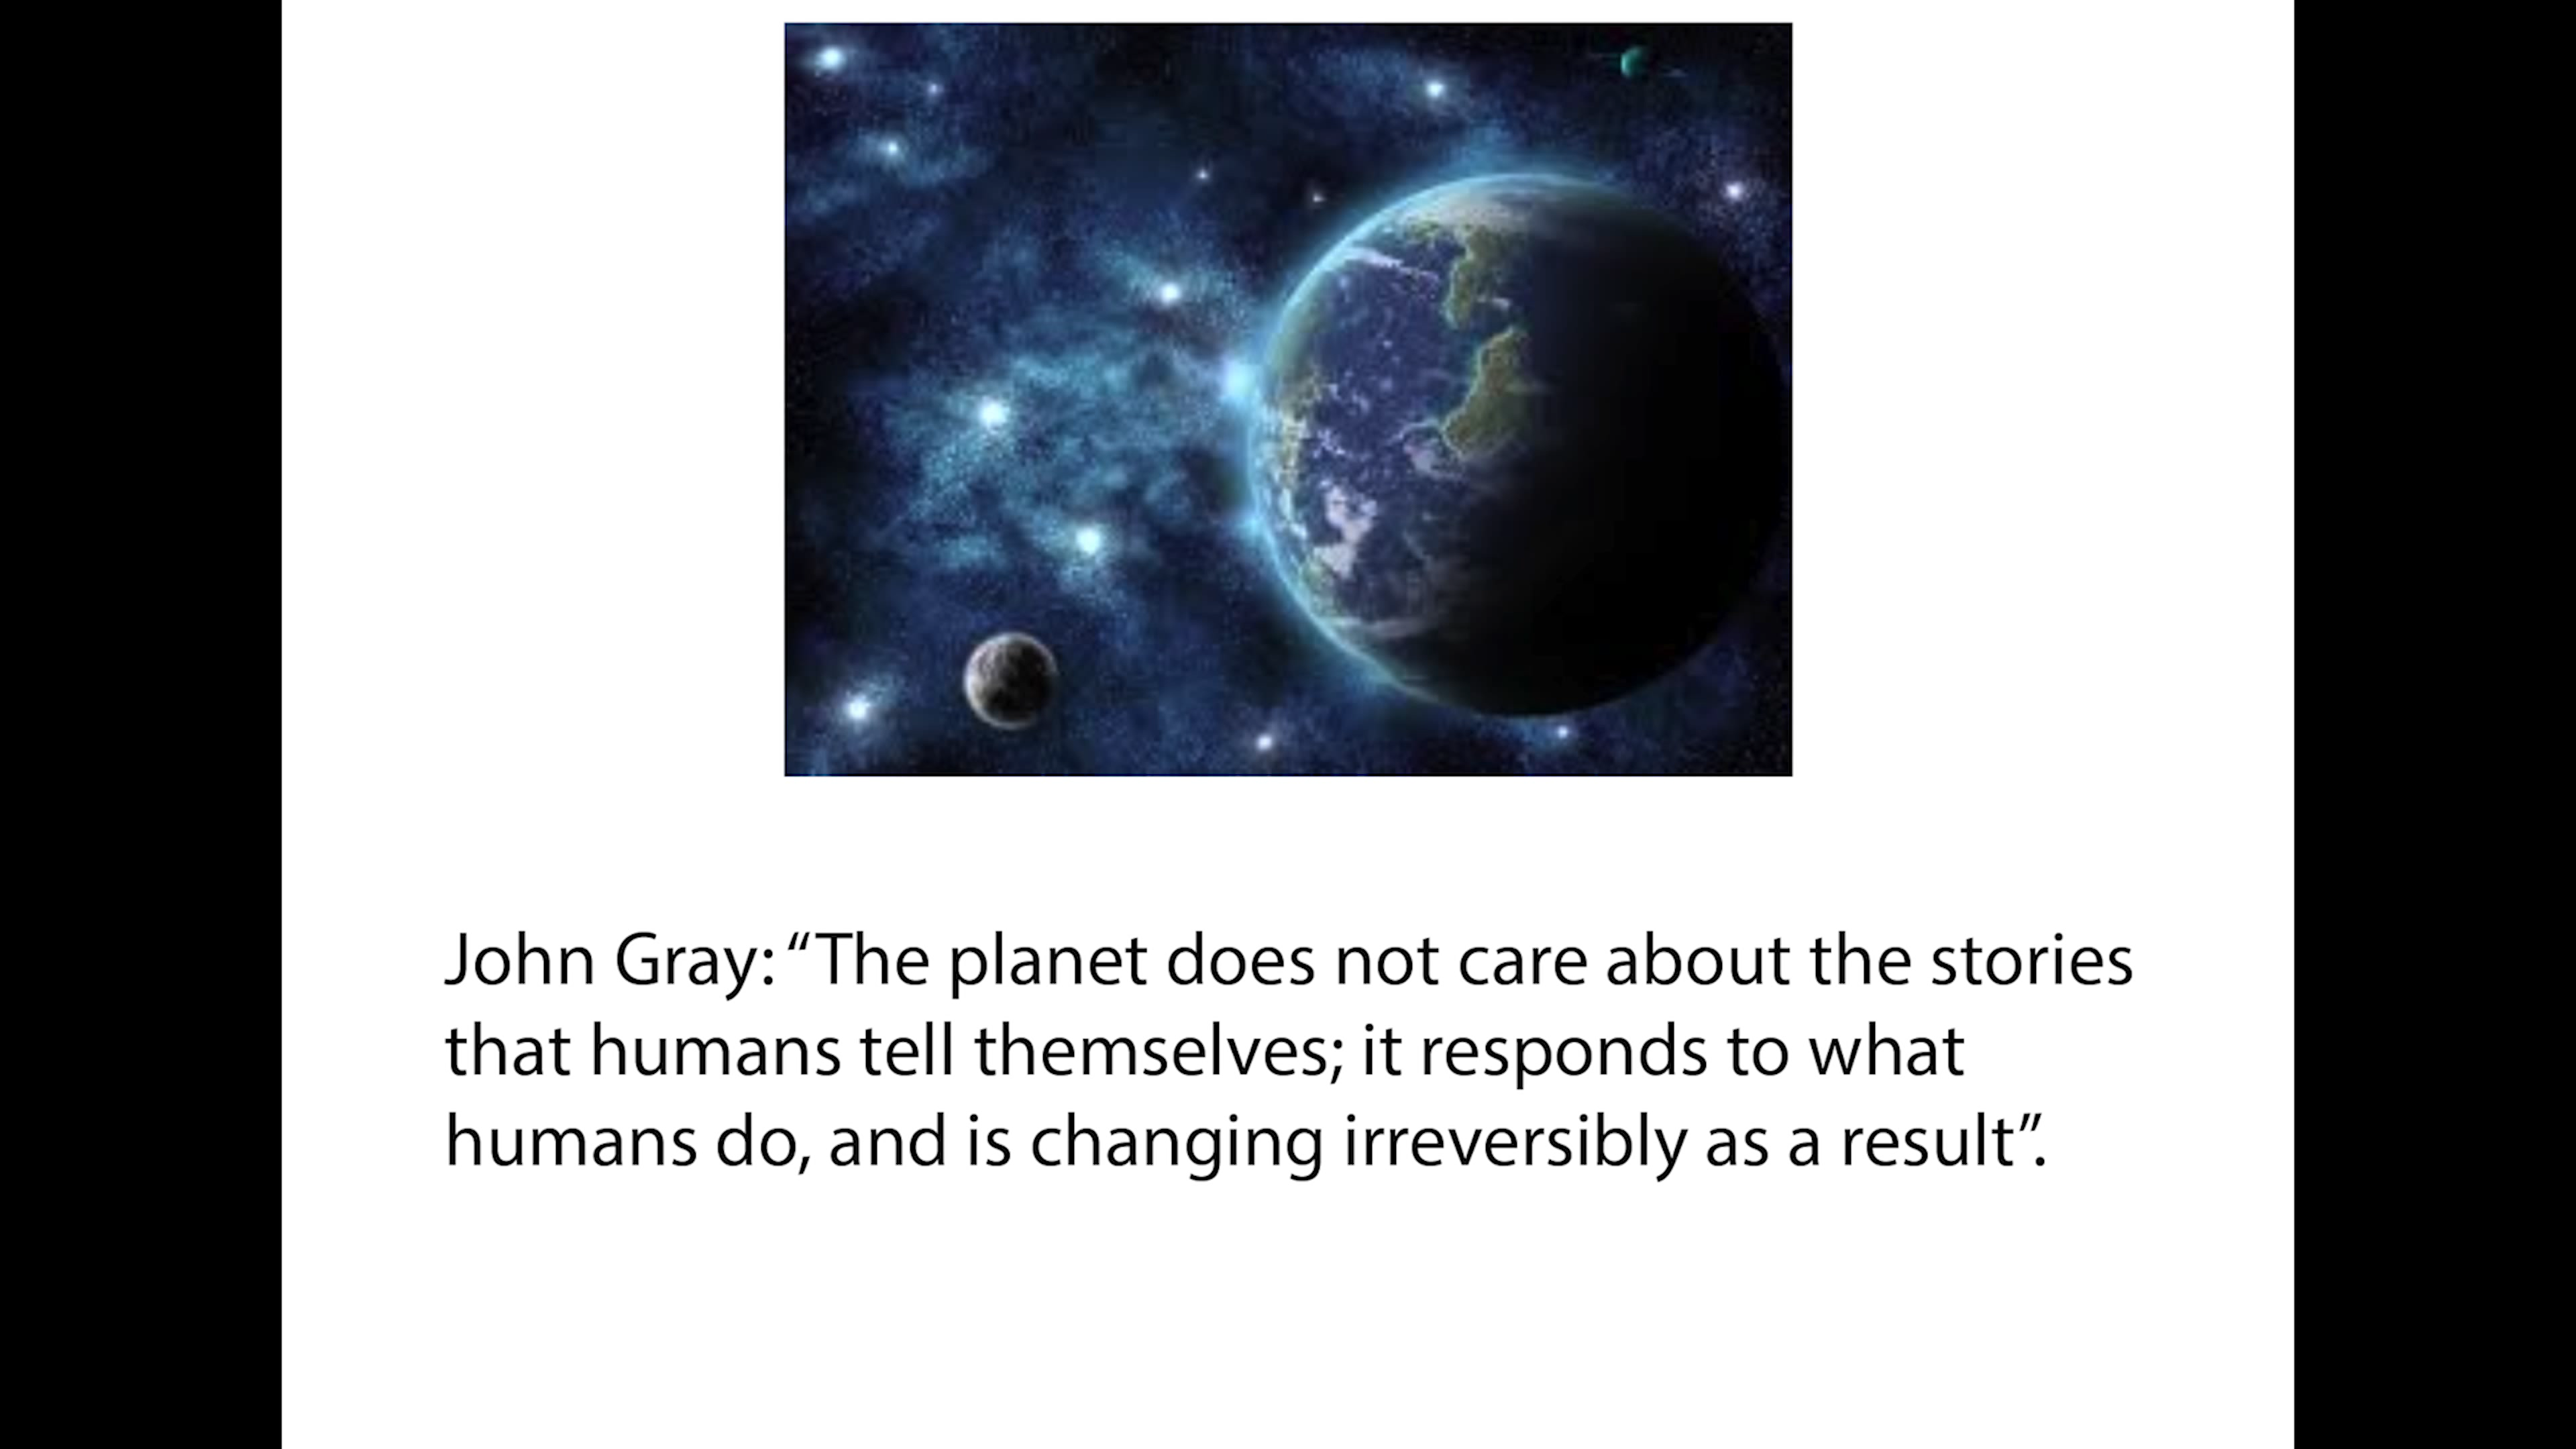 John Gray: “The planet does not care about the stories
that humans tell themselves; it responds to what
humans do, and is changing irreversibly as a result”.